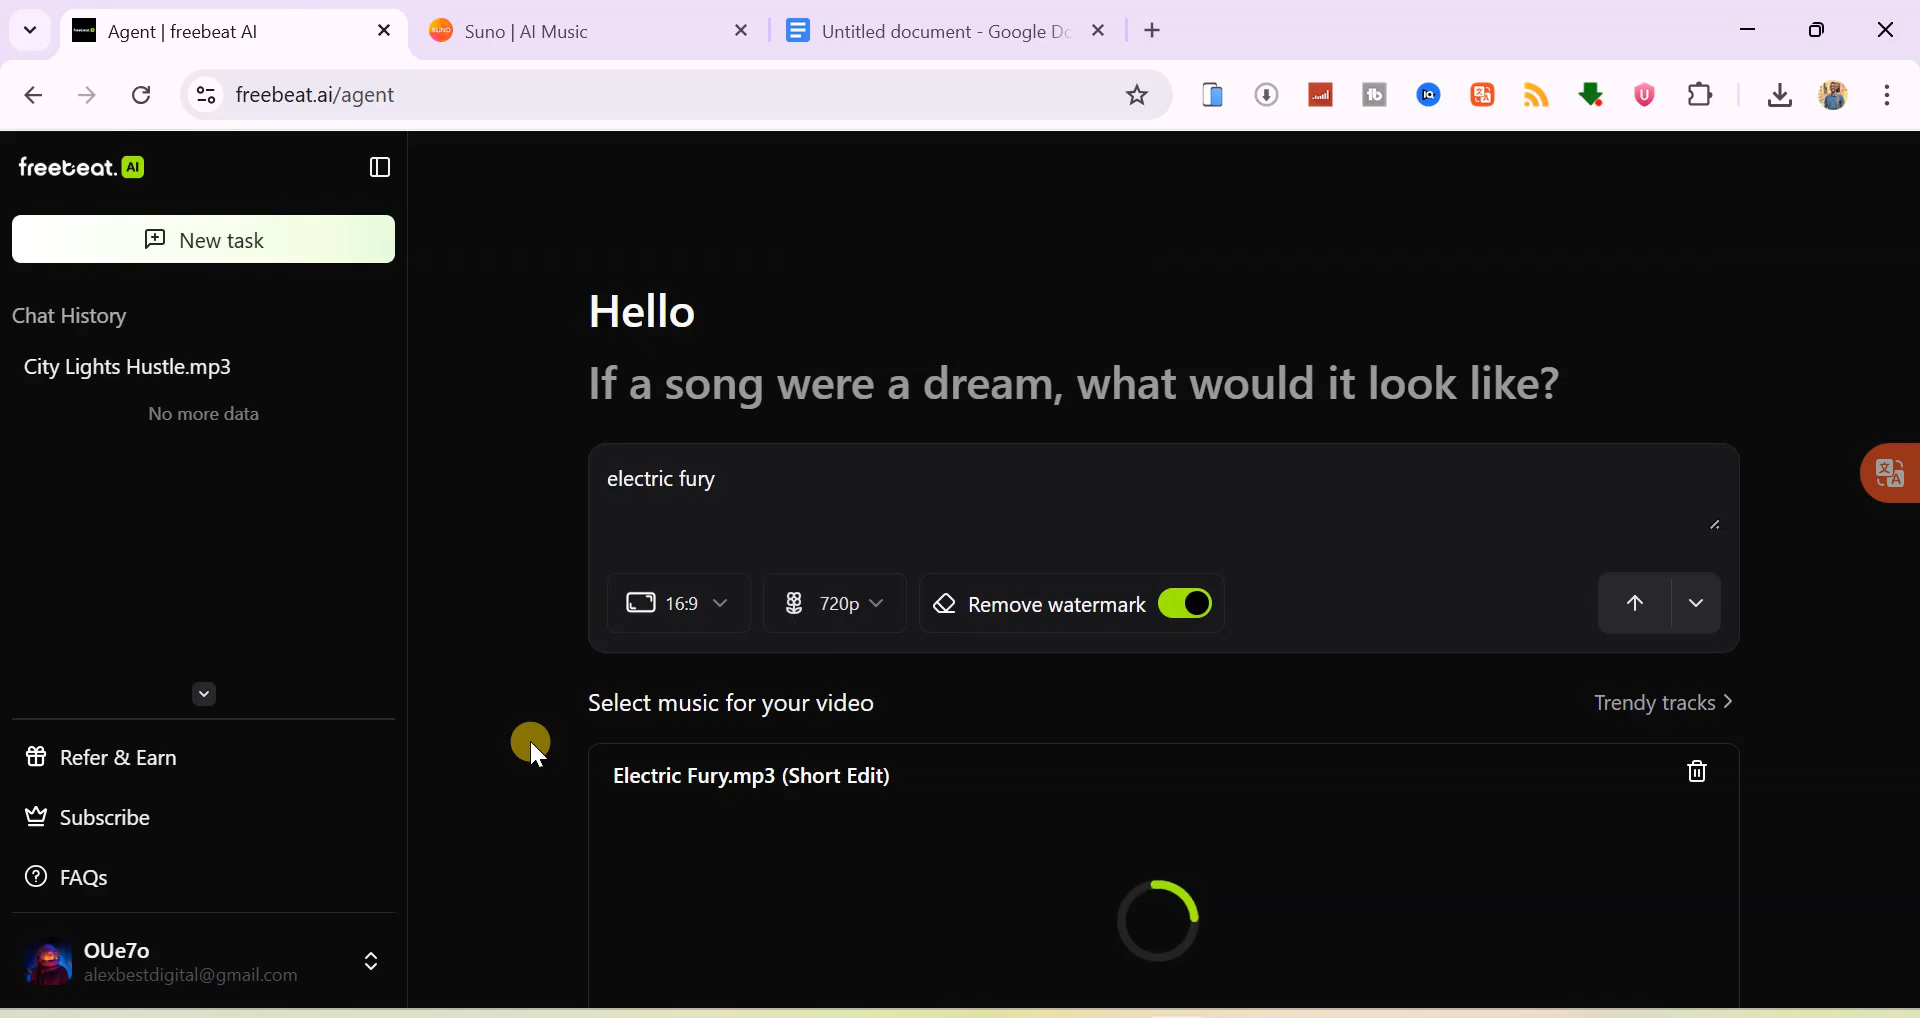 Agent | freebeat AI
Suno | AI Music
Untitled document - Google Dc
freebeat.ai/agent
freebeat. AI
New task
Chat History
City Lights Hustle.mp3
No more data
Hello
If a song were a dream, what would it look like?
electric fury
16:9
720p
Remove watermark
Select music for your video
Trendy tracks
Electric Fury.mp3 (Short Edit)
Refer & Earn
Subscribe
FAQs
OUe7o
alexbestdigital@gmail.com